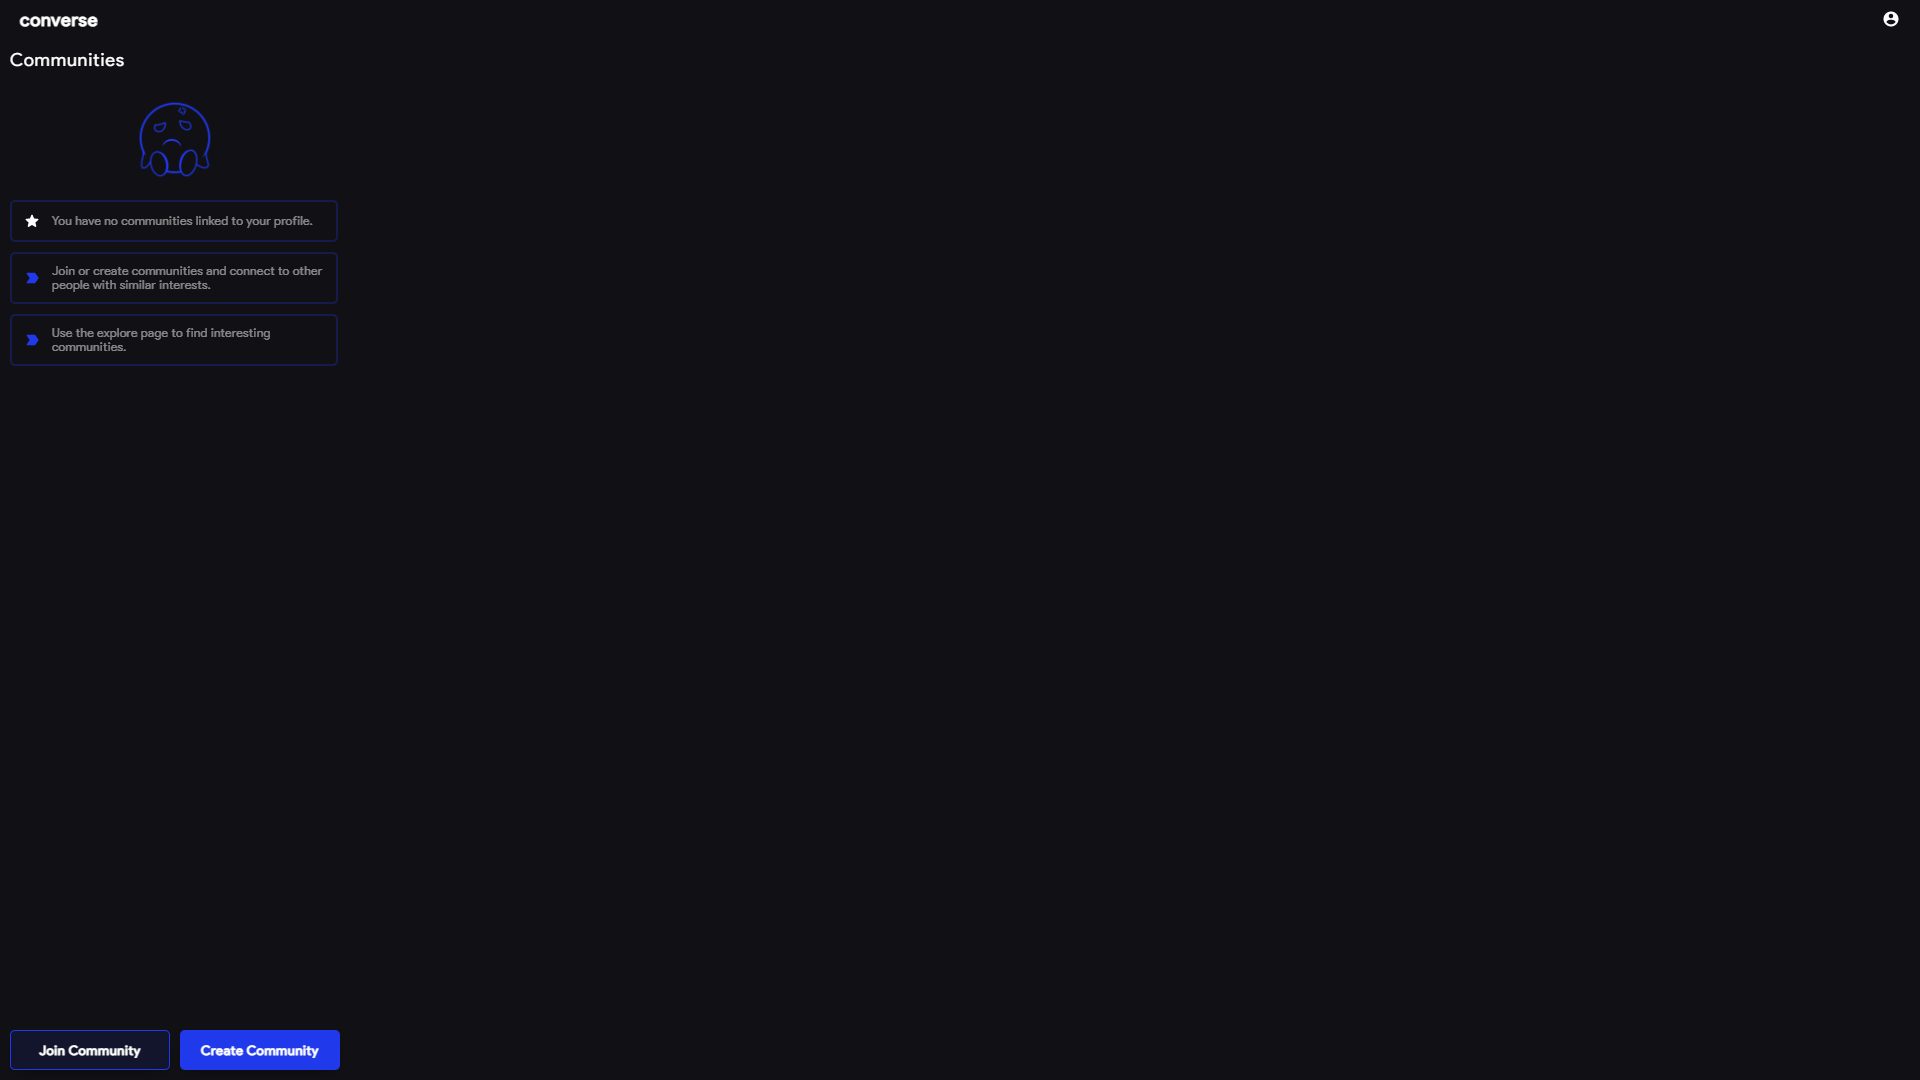 converse
Communities
You have no communities linked to your profile.
Join or create communities and connect to other
people with similar interests.
Use the explore page to find interesting
communities.
Join Community
Create Community